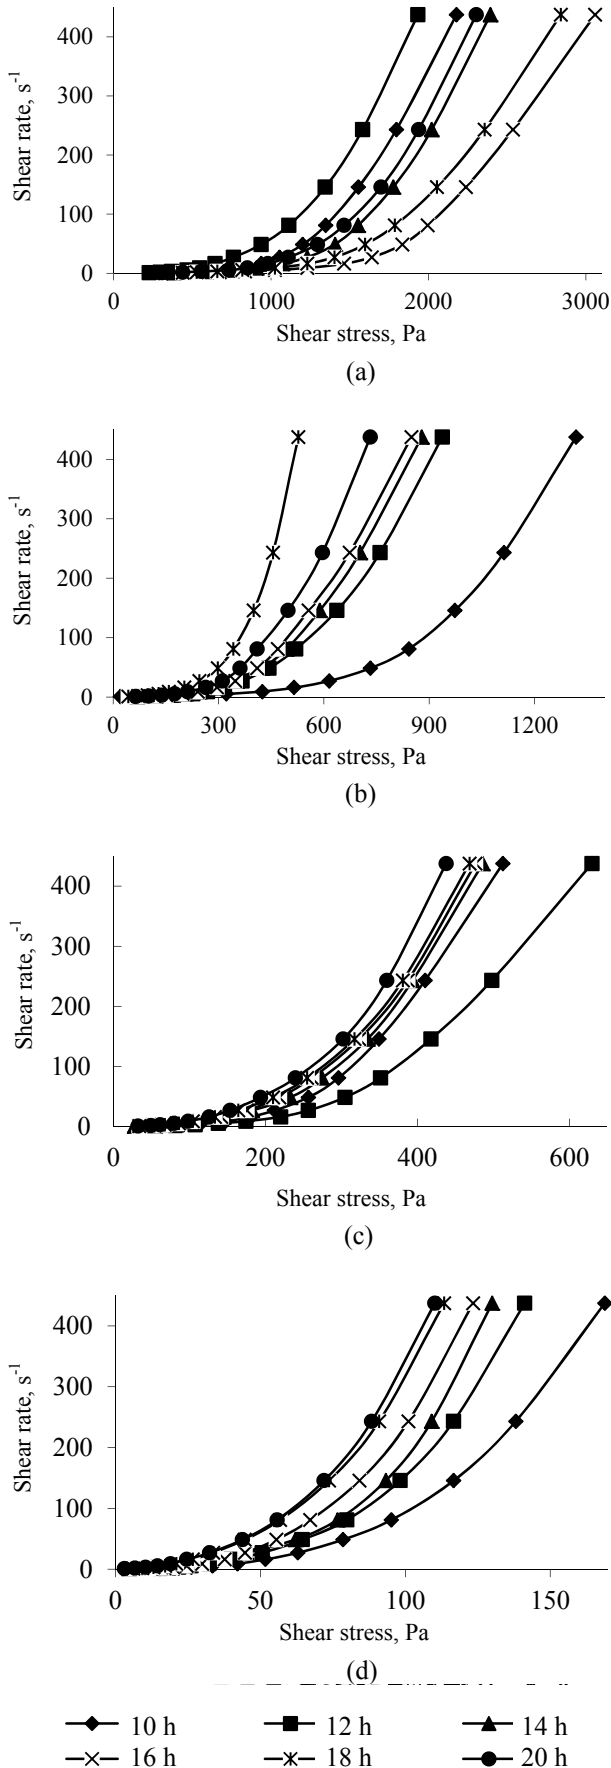 400
300
200
100
0
Shear rate, s-1
0 1000 2000 3000
Shear stress, Pa
(a)
400
300
200
100
0
Shear rate, s-1
0 300 600 900 1200
Shear stress, Pa
(b)
400
300
200
100
0
Shear rate, s-1
0 200 400 600
Shear stress, Pa
(c)
400
300
200
100
0
Shear rate, s-1
0 50 100 150
Shear stress, Pa
(d)
10 h 12 h 14 h
16 h 18 h 20 h